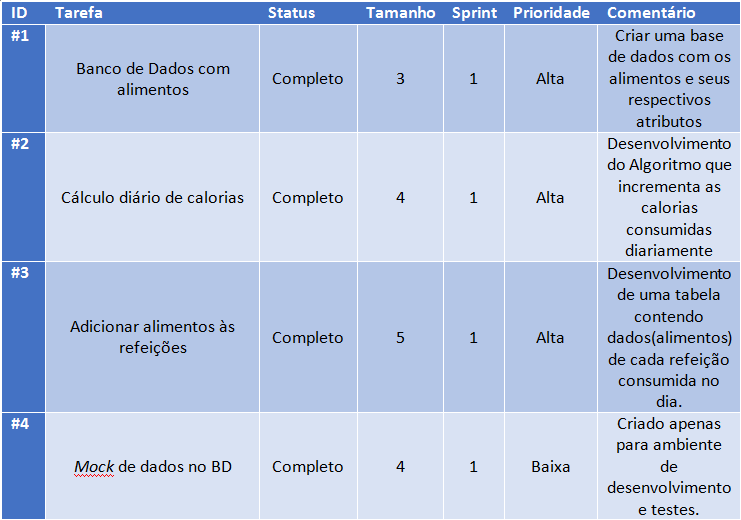 ID Tarefa Status Tamanho Sprint Prioridade Comentário
#1
Banco de Dados com
alimentos
Completo
3
1
Alta
Criar uma base
de dados com os
alimentos e seus
respectivos
atributos
#2
Cálculo diário de calorias
Completo
4
1
Alta
Desenvolvimento
do Algoritmo que
incrementa as
calorias
consumidas
diariamente
#3
Adicionar alimentos às
refeições
Completo
5
1
Alta
Desenvolvimento
de uma tabela
contendo
dados(alimentos)
de cada refeição
consumida no
dia.
#4
Mock de dados no BD
Completo
4
1
Baixa
Criado apenas
para ambiente
de
desenvolvimento
e testes.